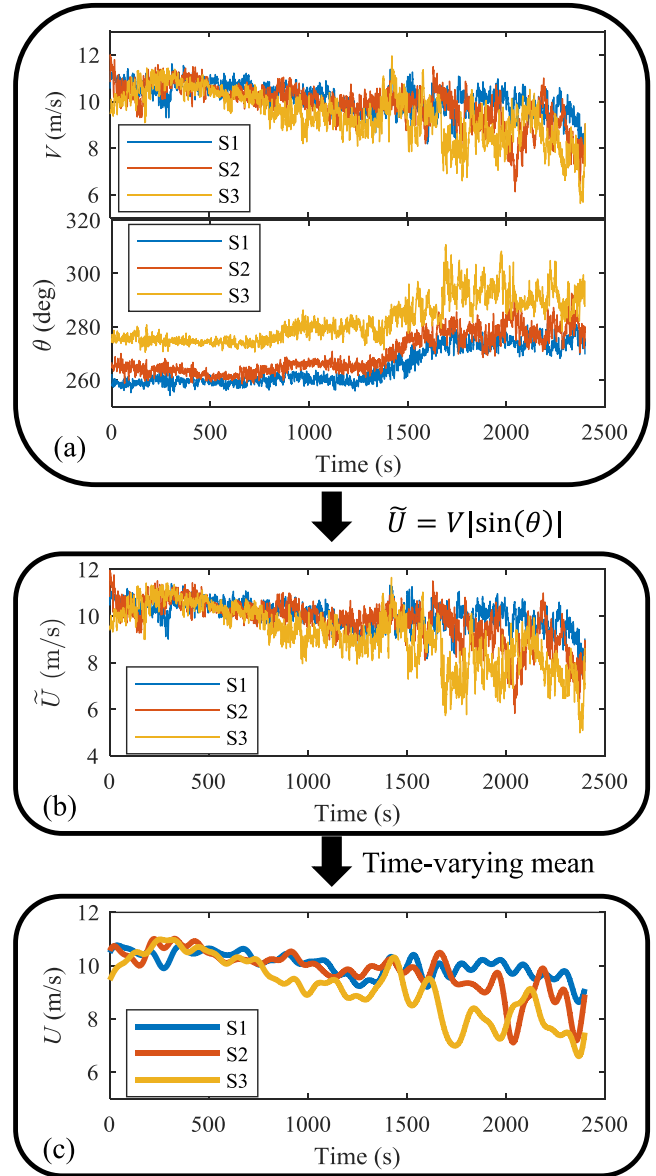 12
10
8
6
V (m/s)
S1
S2
S3
320
300
280
260
θ (deg)
S1
S2
S3
0 500 1000 1500 2000 2500
Time (s)
(a)
Ũ = V|sin(θ)|
12
10
8
6
4
Ũ (m/s)
S1
S2
S3
0 500 1000 1500 2000 2500
Time (s)
(b)
Time-varying mean
12
10
8
6
U (m/s)
S1
S2
S3
0 500 1000 1500 2000 2500
Time (s)
(c)